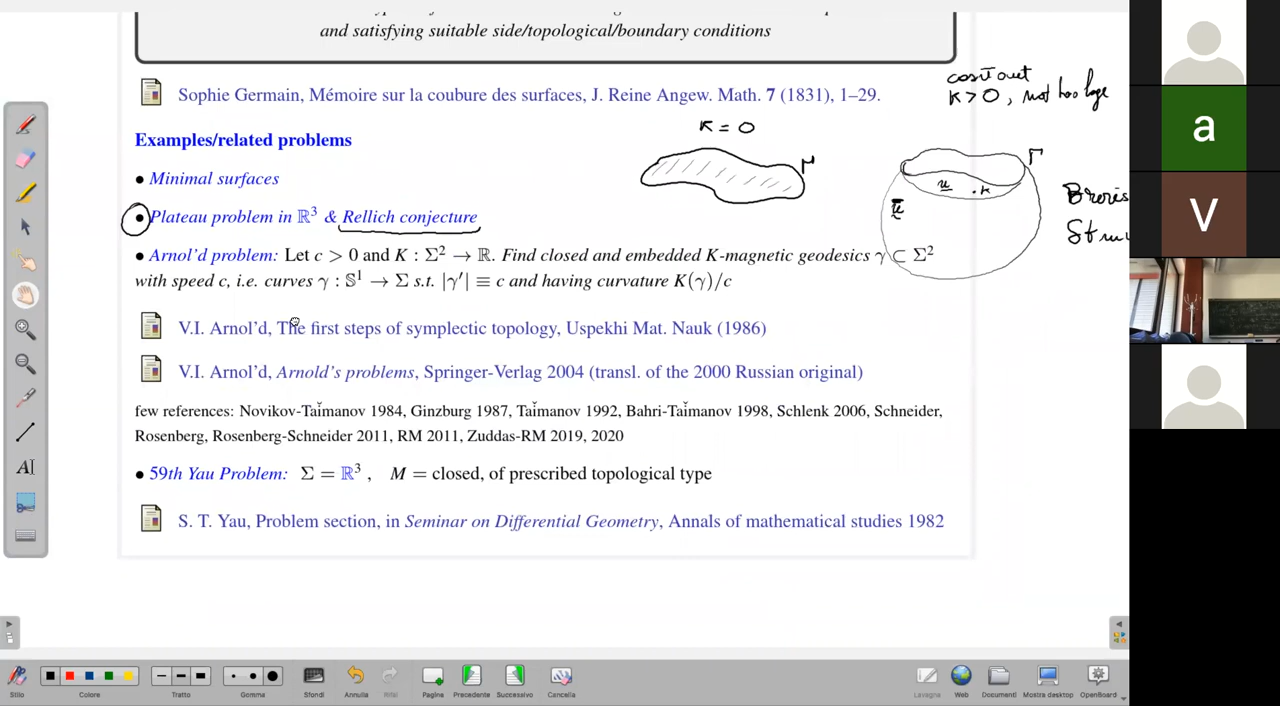 and satisfying suitable side/topological/boundary conditions
Sophie Germain, Mémoire sur la coubure des surfaces, J. Reine Angew. Math. 7 (1831), 1–29.
constant
K > 0, not too large
Examples/related problems
K = 0
• Minimal surfaces
Γ
Γ
• Plateau problem in ℝ³ & Rellich conjecture
u
. K
ū
Brezis
• Arnol'd problem: Let c > 0 and K : Σ² → ℝ. Find closed and embedded K-magnetic geodesics γ ⊂ Σ²
with speed c, i.e. curves γ : 𝕊¹ → Σ s.t. |γ′| ≡ c and having curvature K(γ)/c
V.I. Arnol'd, The first steps of symplectic topology, Uspekhi Mat. Nauk (1986)
V.I. Arnol'd, Arnold's problems, Springer-Verlag 2004 (transl. of the 2000 Russian original)
few references: Novikov-Taĭmanov 1984, Ginzburg 1987, Taĭmanov 1992, Bahri-Taĭmanov 1998, Schlenk 2006, Schneider,
Rosenberg, Rosenberg-Schneider 2011, RM 2011, Zuddas-RM 2019, 2020
• 59th Yau Problem: Σ = ℝ³ , M = closed, of prescribed topological type
S. T. Yau, Problem section, in Seminar on Differential Geometry, Annals of mathematical studies 1982
a
V
AI
Stilo
Colore
Tratto
Gomma
Sfondi
Annulla
Pagina
Precedente
Successivo
Cancella
Lavagna
Web
Documenti
Mostra desktop
OpenBoard